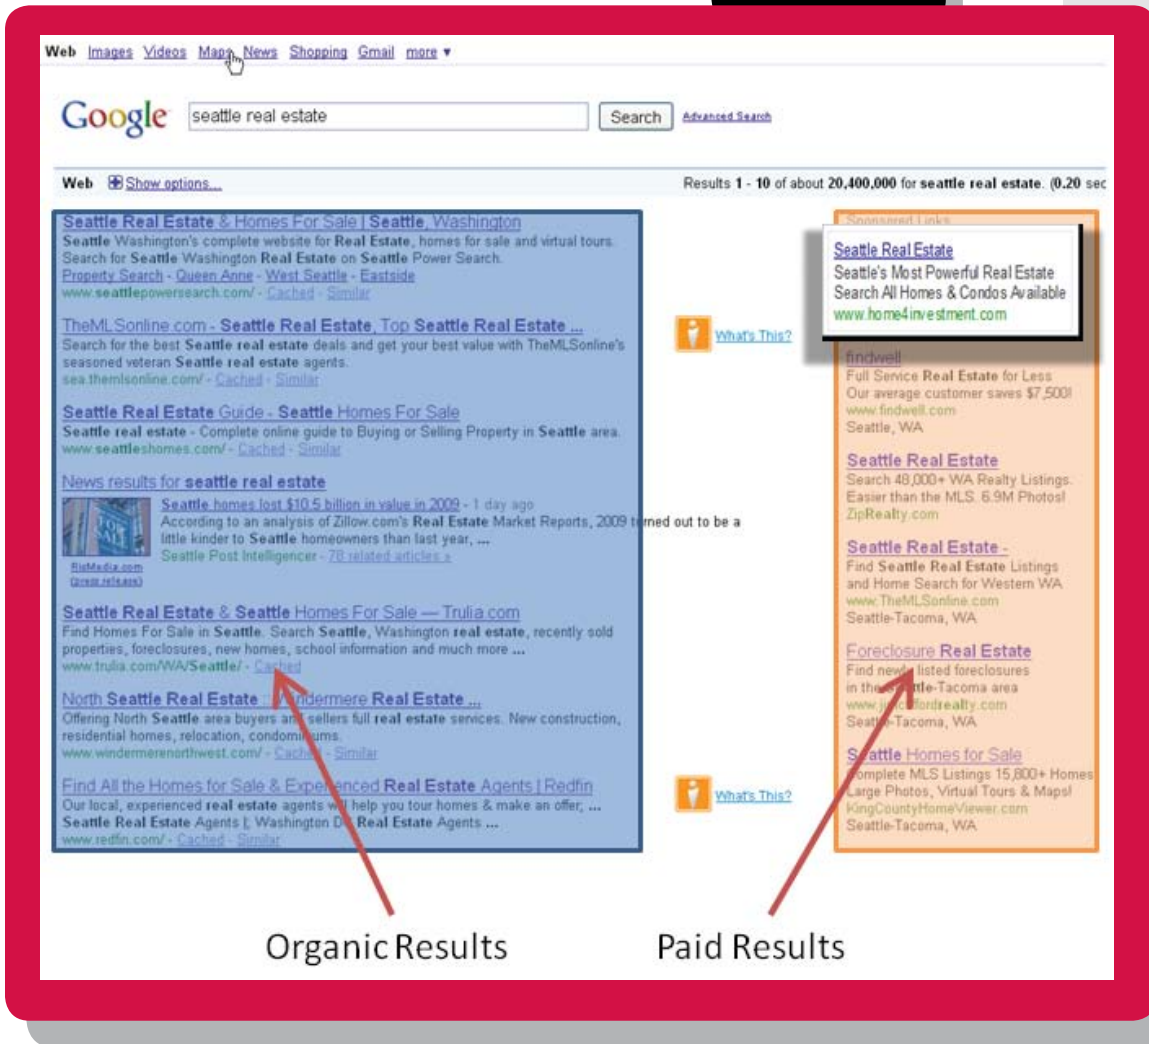 Web Images Videos Maps News Shopping Gmail more ▼
Google seattle real estate Search Advanced Search
Web Show options... Results 1 - 10 of about 20,400,000 for seattle real estate. (0.20 sec
Seattle Real Estate & Homes For Sale | Seattle, Washington
Seattle Washington's complete website for Real Estate, homes for sale and virtual tours.
Search for Seattle Washington Real Estate on Seattle Power Search.
Property Search - Queen Anne - West Seattle - Eastside
www.seattlepowersearch.com/ - Cached - Similar
TheMLSonline.com - Seattle Real Estate, Top Seattle Real Estate ...
Search for the best Seattle real estate deals and get your best value with TheMLSonline's
seasoned veteran Seattle real estate agents.
sea.themlsonline.com/ - Cached - Similar
Seattle Real Estate Guide - Seattle Homes For Sale
Seattle real estate - Complete online guide to Buying or Selling Property in Seattle area.
www.seattleshomes.com/ - Cached - Similar
News results for seattle real estate
Seattle homes lost $10.5 billion in value in 2009 - 1 day ago
According to an analysis of Zillow.com's Real Estate Market Reports, 2009 turned out to be a
little kinder to Seattle homeowners than last year, ...
Seattle Post Intelligencer - 78 related articles »
FOR
SALE
RisMedia.com
(press release)
Seattle Real Estate & Seattle Homes For Sale — Trulia.com
Find Homes For Sale in Seattle. Search Seattle, Washington real estate, recently sold
properties, foreclosures, new homes, school information and much more ...
www.trulia.com/WA/Seattle/ - Cached
North Seattle Real Estate :: Windermere Real Estate ...
Offering North Seattle area buyers and sellers full real estate services. New construction,
residential homes, relocation, condominiums.
www.windermerenorthwest.com/ - Cached - Similar
Find All the Homes for Sale & Experienced Real Estate Agents | Redfin
Our local, experienced real estate agents will help you tour homes & make an offer, ...
Seattle Real Estate Agents | Washington DC Real Estate Agents ...
www.redfin.com/ - Cached - Similar
What's This?
What's This?
Sponsored Links
Seattle Real Estate
Seattle's Most Powerful Real Estate
Search All Homes & Condos Available
www.home4investment.com
findwell
Full Service Real Estate for Less
Our average customer saves $7,500!
www.findwell.com
Seattle, WA
Seattle Real Estate
Search 48,000+ WA Realty Listings.
Easier than the MLS. 6.9M Photos!
ZipRealty.com
Seattle Real Estate -
Find Seattle Real Estate Listings
and Home Search for Western WA
www.TheMLSonline.com
Seattle-Tacoma, WA
Foreclosure Real Estate
Find newly listed foreclosures
in the Seattle-Tacoma area
Seattle-Tacoma, WA
Seattle Homes for Sale
Complete MLS Listings 15,800+ Homes
Large Photos, Virtual Tours & Maps!
KingCountyHomeViewer.com
Seattle-Tacoma, WA
Organic Results
Paid Results